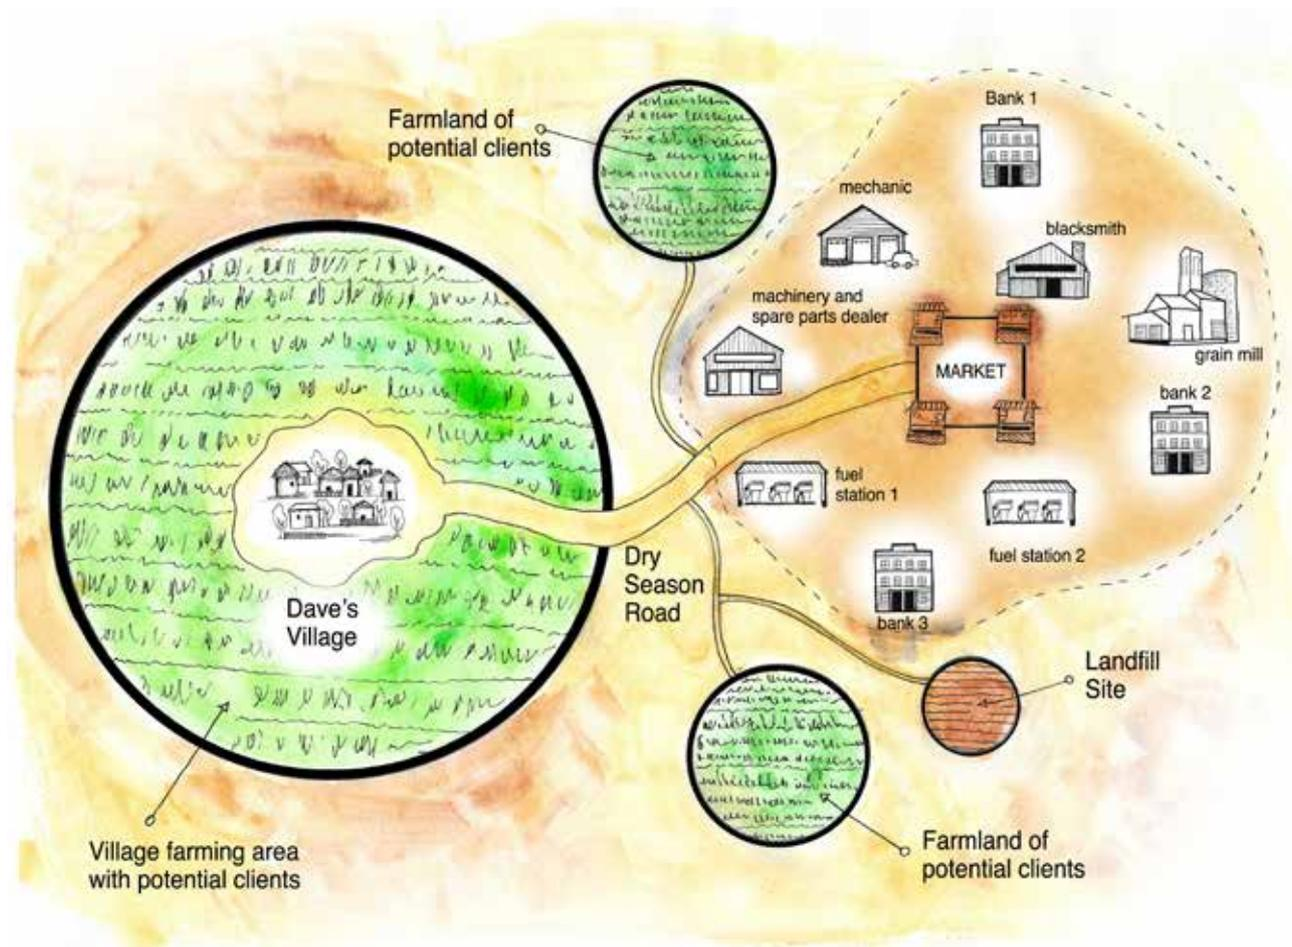 Bank 1
Farmland of
potential clients
mechanic
blacksmith
machinery and
spare parts dealer
grain mill
MARKET
bank 2
fuel
station 1
fuel station 2
Dry
Season
Road
Dave's
Village
bank 3
Landfill
Site
Village farming area
with potential clients
Farmland of
potential clients